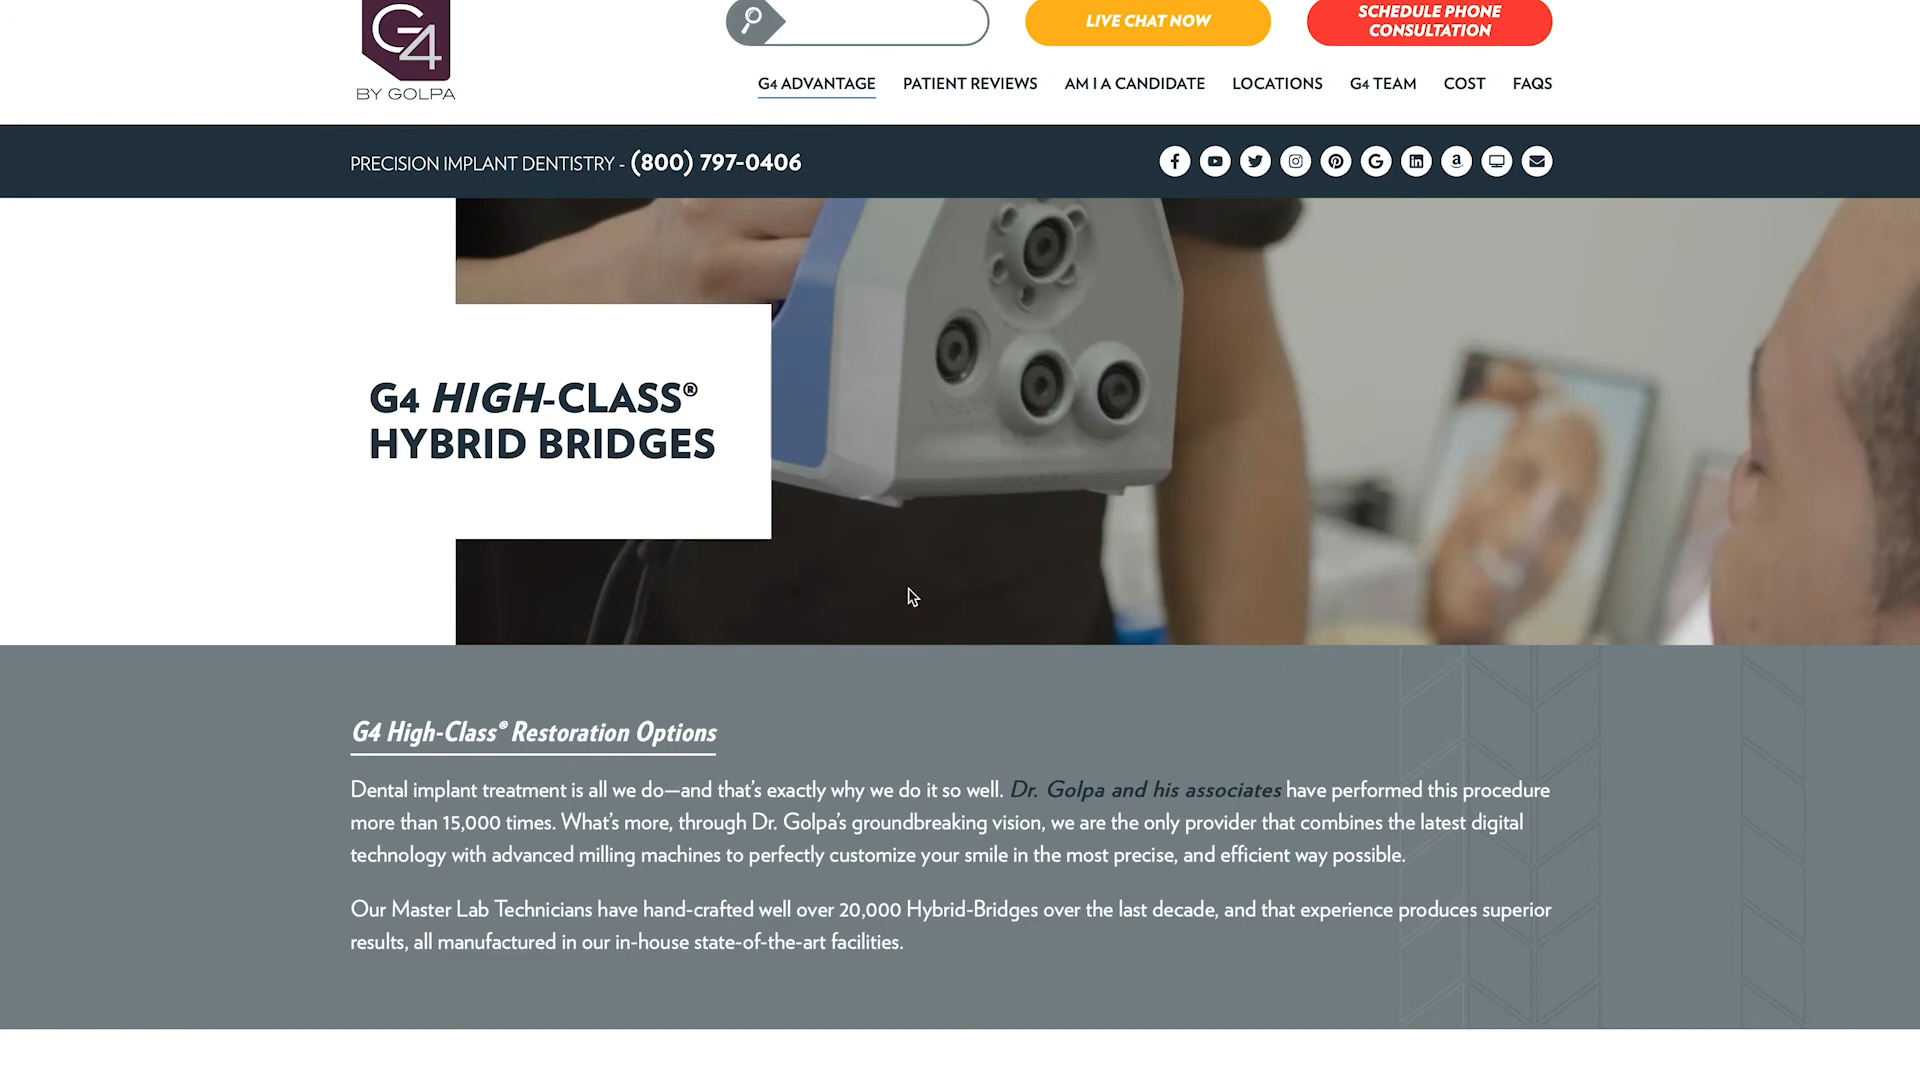 G4
BY GOLPA
LIVE CHAT NOW
SCHEDULE PHONE
CONSULTATION
G4 ADVANTAGE
PATIENT REVIEWS
AM I A CANDIDATE
LOCATIONS
G4 TEAM
COST
FAQS
PRECISION IMPLANT DENTISTRY - (800) 797-0406
G4 HIGH-CLASS®
HYBRID BRIDGES
G4 High-Class® Restoration Options
Dental implant treatment is all we do—and that's exactly why we do it so well. Dr. Golpa and his associates have performed this procedure
more than 15,000 times. What's more, through Dr. Golpa's groundbreaking vision, we are the only provider that combines the latest digital
technology with advanced milling machines to perfectly customize your smile in the most precise, and efficient way possible.
Our Master Lab Technicians have hand-crafted well over 20,000 Hybrid-Bridges over the last decade, and that experience produces superior
results, all manufactured in our in-house state-of-the-art facilities.